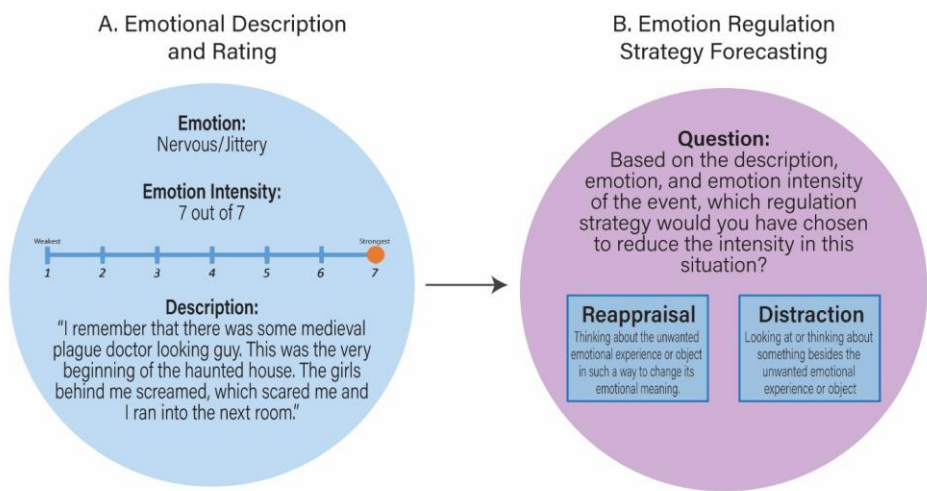 A. Emotional Description
and Rating
Emotion:
Nervous/Jittery
Emotion Intensity:
7 out of 7
Weakest
Strongest
1 2 3 4 5 6 7
Description:
“I remember that there was some medieval
plague doctor looking guy. This was the very
beginning of the haunted house. The girls
behind me screamed, which scared me and
I ran into the next room.”
B. Emotion Regulation
Strategy Forecasting
Question:
Based on the description,
emotion, and emotion intensity
of the event, which regulation
strategy would you have chosen
to reduce the intensity in this
situation?
Reappraisal
Thinking about the unwanted
emotional experience or object
in such a way to change its
emotional meaning.
Distraction
Looking at or thinking about
something besides the
unwanted emotional
experience or object